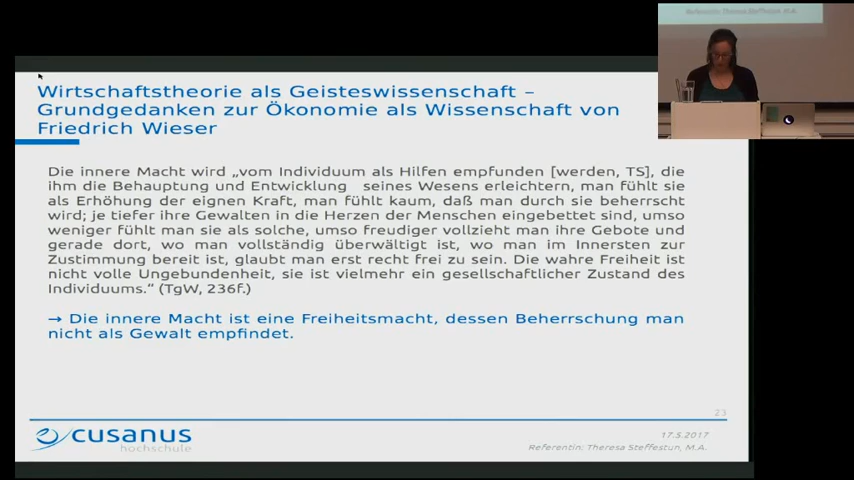 Referentin: Theresa Steffestun, M.A.
Wirtschaftstheorie als Geisteswissenschaft –
Grundgedanken zur Ökonomie als Wissenschaft von
Friedrich Wieser
Die innere Macht wird „vom Individuum als Hilfen empfunden [werden, TS], die
ihm die Behauptung und Entwicklung seines Wesens erleichtern, man fühlt sie
als Erhöhung der eignen Kraft, man fühlt kaum, daß man durch sie beherrscht
wird; je tiefer ihre Gewalten in die Herzen der Menschen eingebettet sind, umso
weniger fühlt man sie als solche, umso freudiger vollzieht man ihre Gebote und
gerade dort, wo man vollständig überwältigt ist, wo man im Innersten zur
Zustimmung bereit ist, glaubt man erst recht frei zu sein. Die wahre Freiheit ist
nicht volle Ungebundenheit, sie ist vielmehr ein gesellschaftlicher Zustand des
Individuums.“ (TgW, 236f.)
→ Die innere Macht ist eine Freiheitsmacht, dessen Beherrschung man
nicht als Gewalt empfindet.
23
cusanus
hochschule
17.5.2017
Referentin: Theresa Steffestun, M.A.